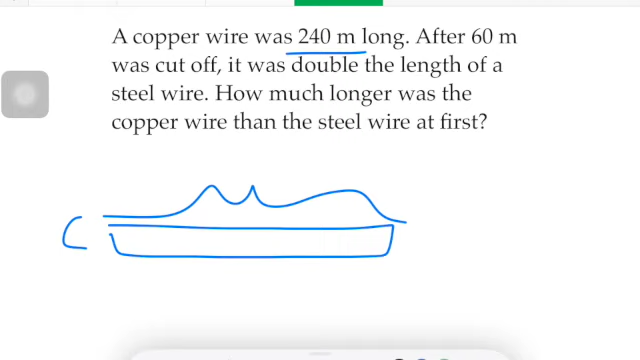 A copper wire was 240 m long. After 60 m
was cut off, it was double the length of a
steel wire. How much longer was the
copper wire than the steel wire at first?
C